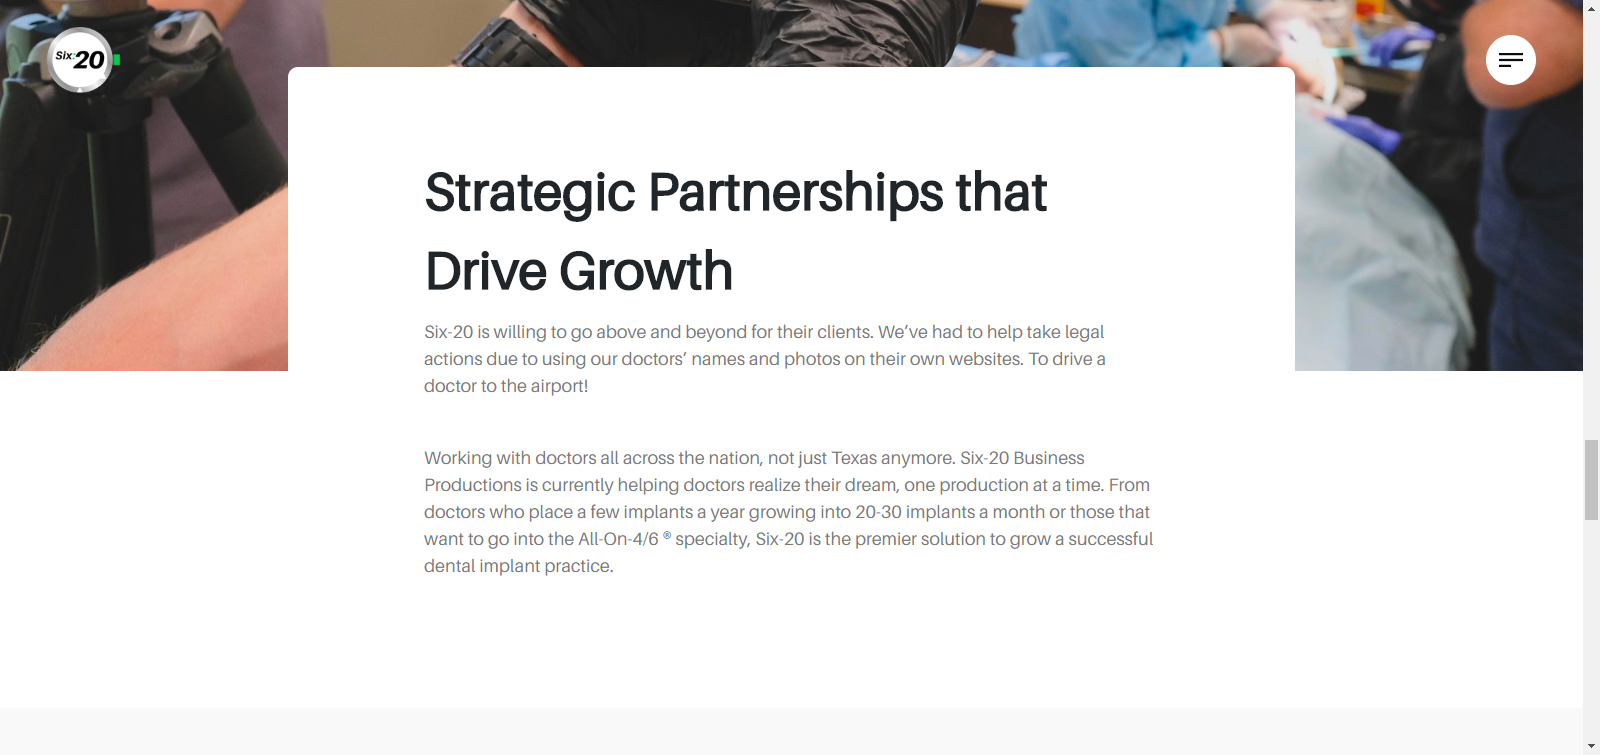 Six:20
Strategic Partnerships that
Drive Growth
Six-20 is willing to go above and beyond for their clients. We’ve had to help take legal
actions due to using our doctors’ names and photos on their own websites. To drive a
doctor to the airport!
Working with doctors all across the nation, not just Texas anymore. Six-20 Business
Productions is currently helping doctors realize their dream, one production at a time. From
doctors who place a few implants a year growing into 20-30 implants a month or those that
want to go into the All-On-4/6 ® specialty, Six-20 is the premier solution to grow a successful
dental implant practice.